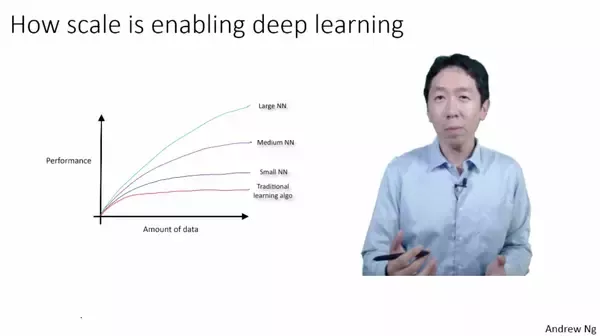 How scale is enabling deep learning
Large NN
Medium NN
Performance
Small NN
Traditional
learning algo
Amount of data
Andrew Ng